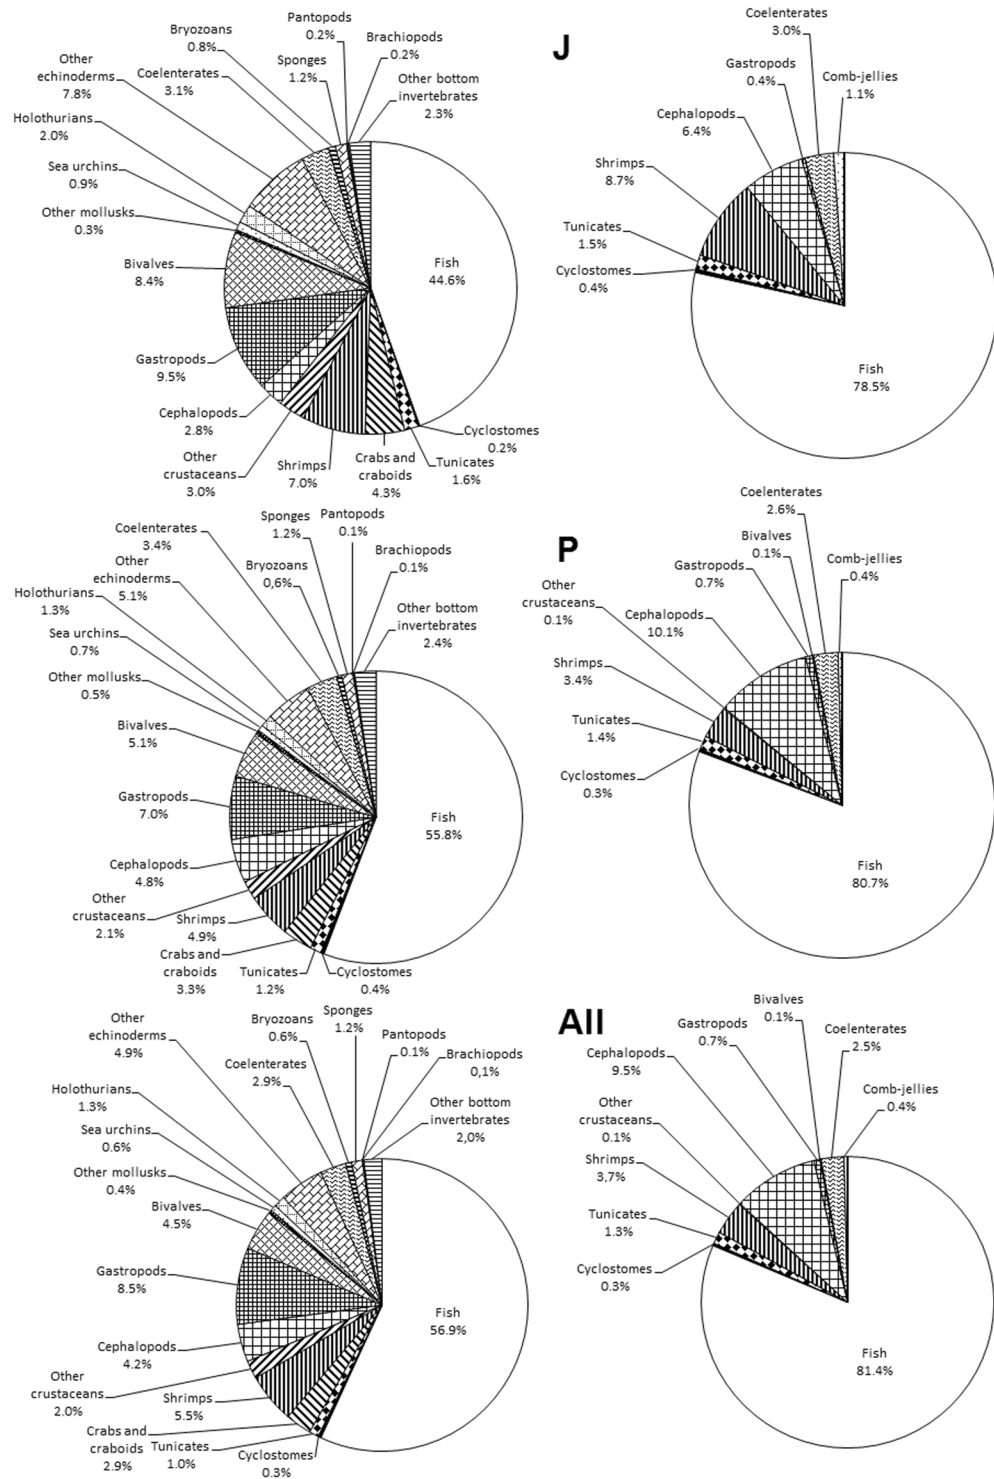 Pantopods
0.2%
Bryozoans
0.8%
Brachiopods
0.2%
Sponges
1.2%
Other
echinoderms
7.8%
Coelenterates
3.1%
Other bottom
invertebrates
2.3%
Holothurians
2.0%
Sea urchins
0.9%
Other mollusks
0.3%
Bivalves
8.4%
Fish
44.6%
Gastropods
9.5%
Cephalopods
2.8%
Other
crustaceans
3.0%
Shrimps
7.0%
Crabs and
craboids
4.3%
Tunicates
1.6%
Cyclostomes
0.2%
J
Coelenterates
3.0%
Gastropods
0.4%
Comb-jellies
1.1%
Cephalopods
6.4%
Shrimps
8.7%
Tunicates
1.5%
Cyclostomes
0.4%
Fish
78.5%
Sponges
1.2%
Pantopods
0.1%
Coelenterates
3.4%
Brachiopods
0.1%
Other
echinoderms
5.1%
Bryozoans
0,6%
Holothurians
1.3%
Other bottom
invertebrates
2.4%
Sea urchins
0.7%
Other mollusks
0.5%
Bivalves
5.1%
Gastropods
7.0%
Fish
55.8%
Cephalopods
4.8%
Other
crustaceans
2.1%
Shrimps
4.9%
Crabs and
craboids
3.3%
Tunicates
1.2%
Cyclostomes
0.4%
P
Coelenterates
2.6%
Bivalves
0.1%
Gastropods
0.7%
Comb-jellies
0.4%
Other
crustaceans
0.1%
Cephalopods
10.1%
Shrimps
3.4%
Tunicates
1.4%
Cyclostomes
0.3%
Fish
80.7%
Sponges
1.2%
Bryozoans
0.6%
Other
echinoderms
4.9%
Pantopods
0.1%
Brachiopods
0,1%
Coelenterates
2.9%
Holothurians
1.3%
Other bottom
invertebrates
2,0%
Sea urchins
0.6%
Other mollusks
0.4%
Bivalves
4.5%
Gastropods
8.5%
Fish
56.9%
Cephalopods
4.2%
Other
crustaceans
2.0%
Shrimps
5.5%
Crabs and
craboids
2.9%
Tunicates
1.0%
Cyclostomes
0.3%
All
Bivalves
0.1%
Gastropods
0.7%
Coelenterates
2.5%
Cephalopods
9.5%
Comb-jellies
0.4%
Other
crustaceans
0.1%
Shrimps
3,7%
Tunicates
1.3%
Cyclostomes
0.3%
Fish
81.4%